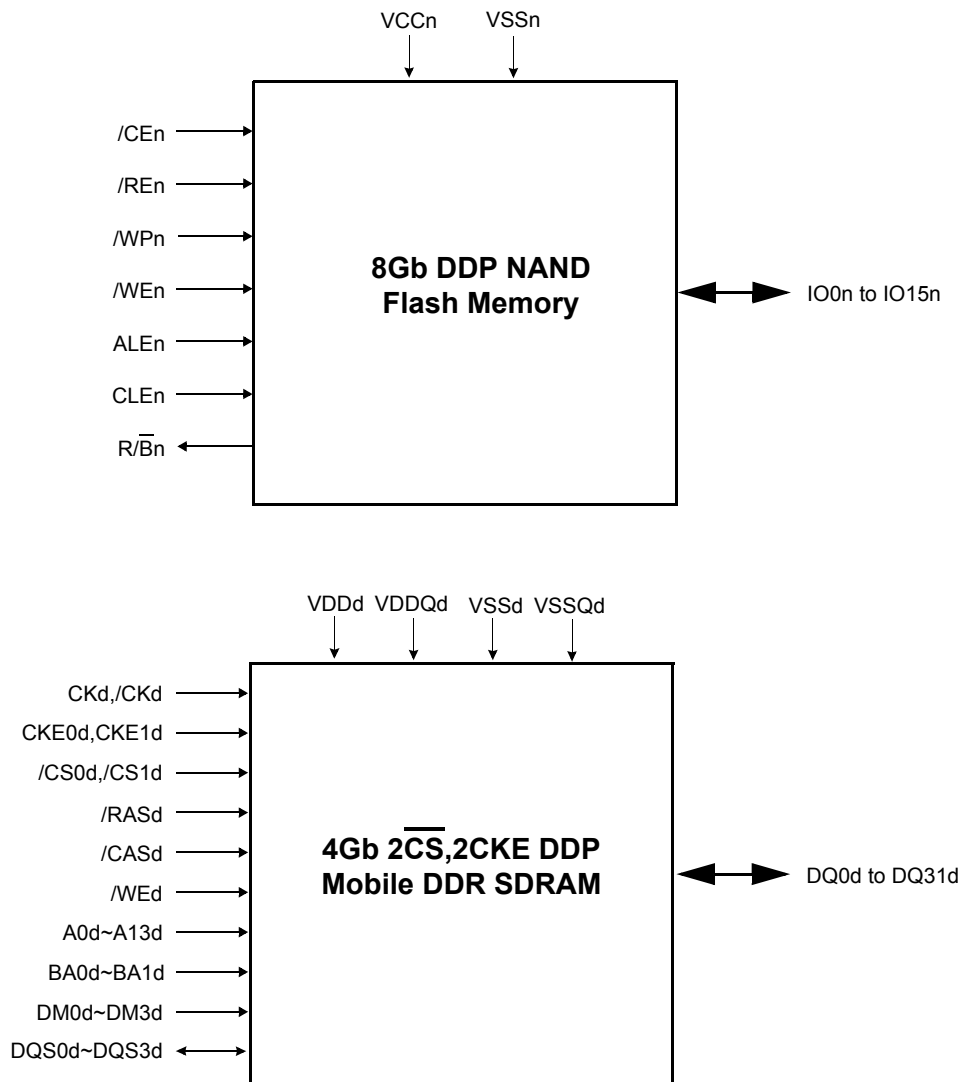 VCCn VSSn
/CEn
/REn
/WPn
8Gb DDP NAND
Flash Memory
/WEn
IO0n to IO15n
ALEn
CLEn
R/B̅n
VDDd VDDQd VSSd VSSQd
CKd,/CKd
CKE0d,CKE1d
/CS0d,/CS1d
/RASd
/CASd
4Gb 2C̅S̅,2CKE DDP
Mobile DDR SDRAM
/WEd
DQ0d to DQ31d
A0d~A13d
BA0d~BA1d
DM0d~DM3d
DQS0d~DQS3d